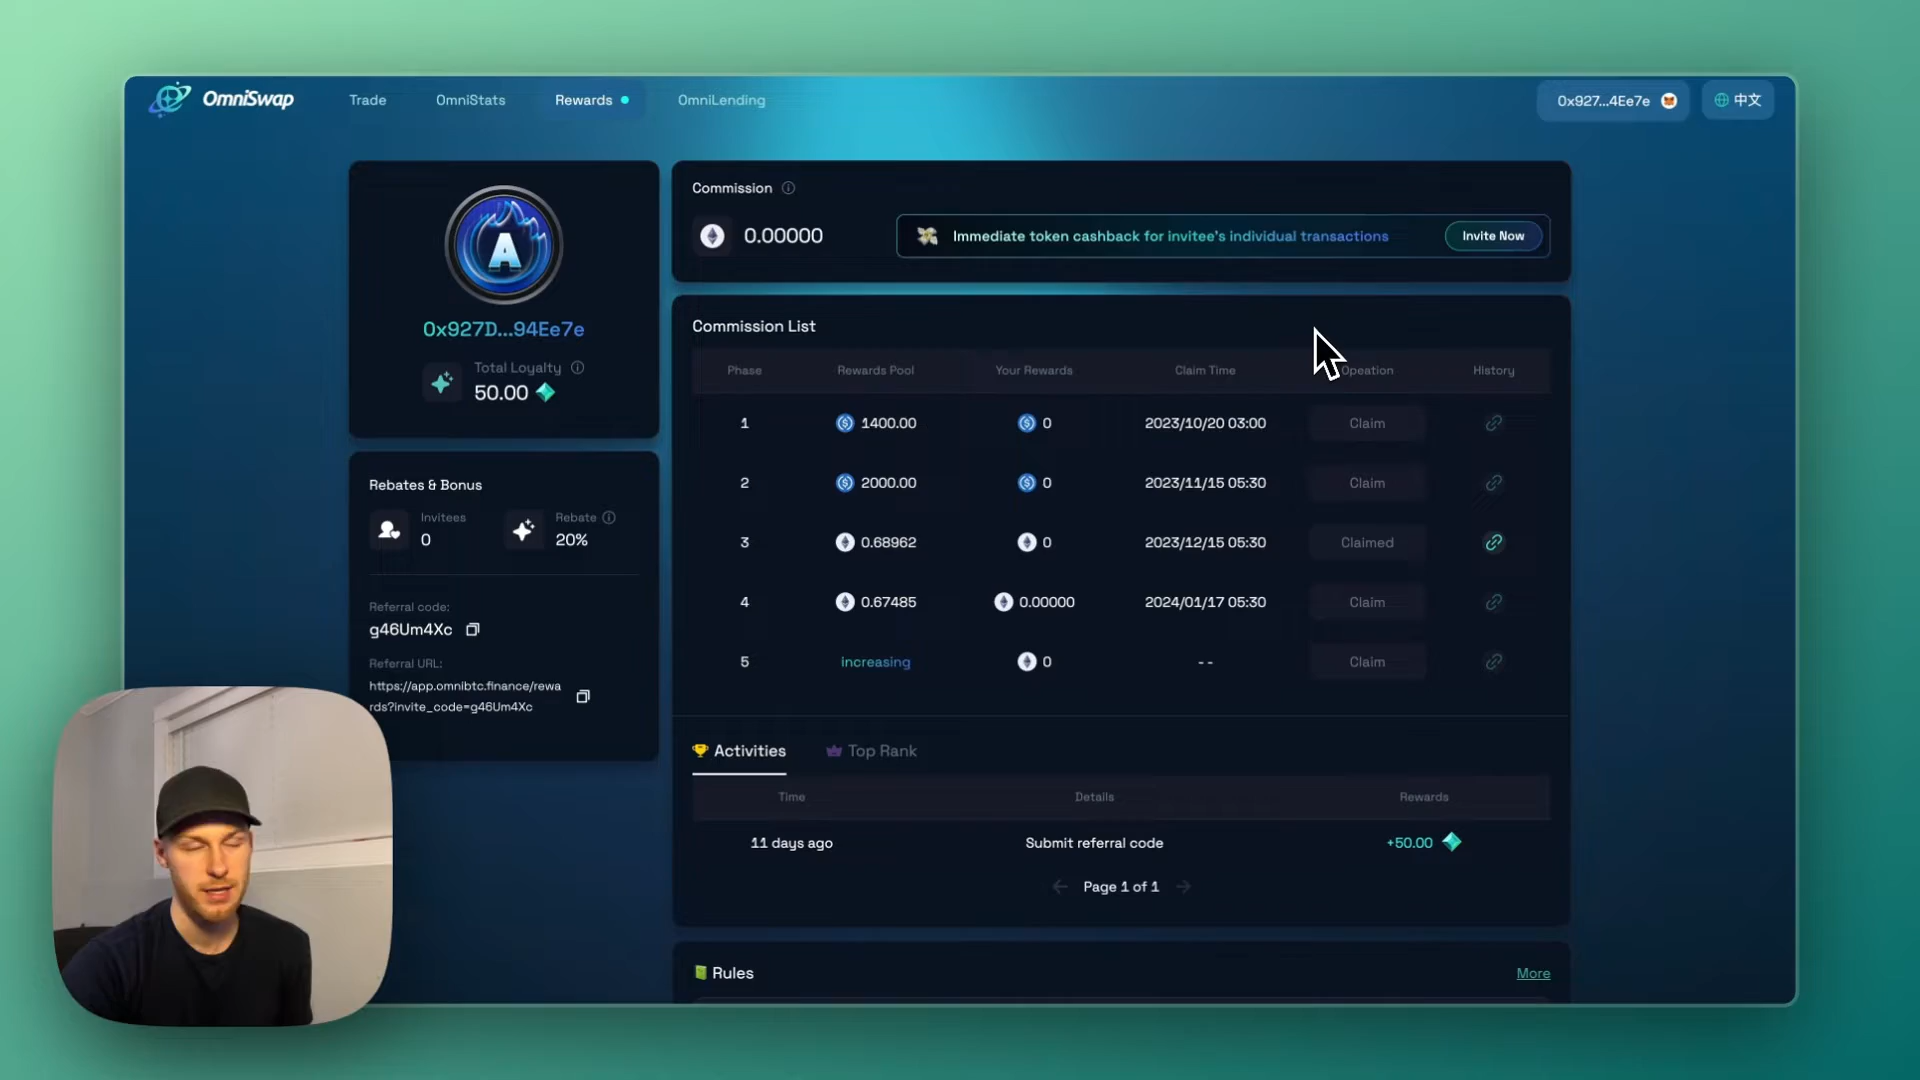 OmniSwap
Trade
OmniStats
Rewards
OmniLending
0x927...4Ee7e
中文
A
0x927D...94Ee7e
Total Loyalty
50.00
Rebates & Bonus
Invitees
0
Rebate
20%
Referral code:
g46Um4Xc
Referral URL:
https://app.omnibtc.finance/rewa
rds?invite_code=g46Um4Xc
Commission
0.00000
Immediate token cashback for invitee's individual transactions
Invite Now
Commission List
Phase Rewards Pool Your Rewards Claim Time Opeation History
1 1400.00 0 2023/10/20 03:00 Claim
2 2000.00 0 2023/11/15 05:30 Claim
3 0.68962 0 2023/12/15 05:30 Claimed
4 0.67485 0.00000 2024/01/17 05:30 Claim
5 increasing 0 -- Claim
Activities
Top Rank
Time Details Rewards
11 days ago Submit referral code +50.00
Page 1 of 1
Rules
More